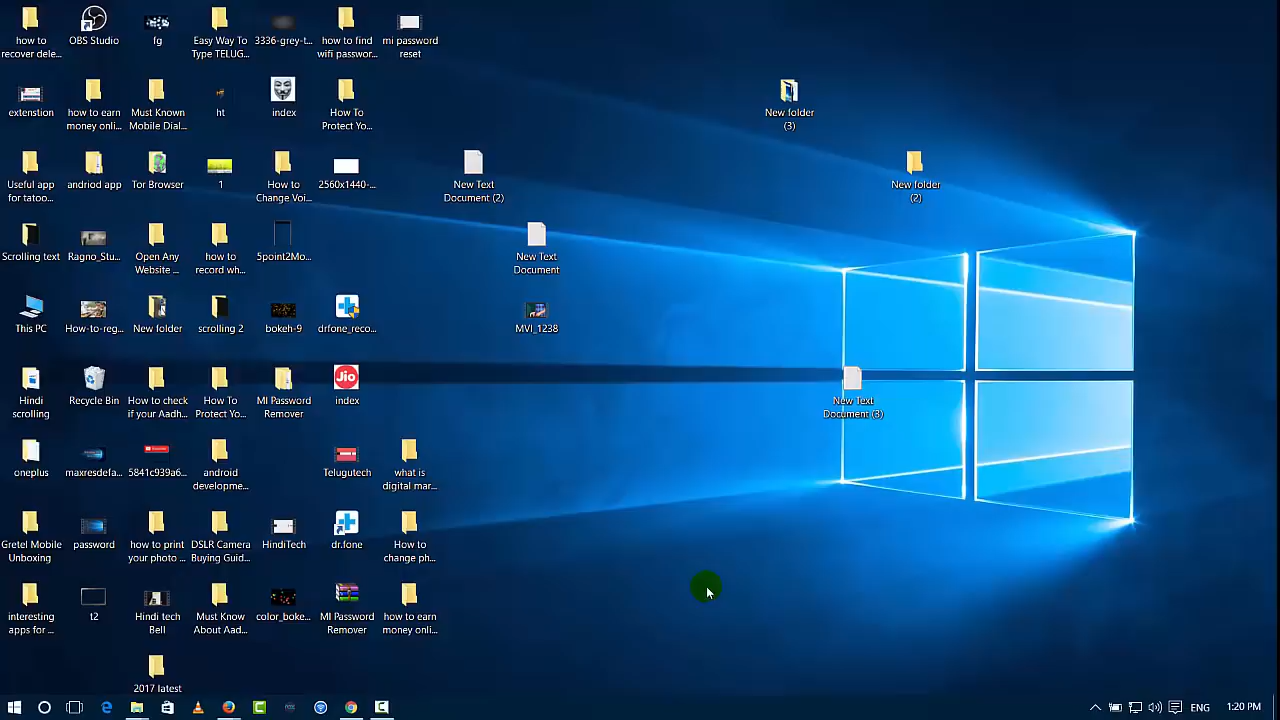 how to
recover dele...
OBS Studio
fg
Easy Way To
Type TELUG...
3336-grey-t...
how to find
wifi passwor...
mi password
reset
extenstion
how to earn
money onli...
Must Known
Mobile Dial...
ht
index
How To
Protect Yo...
New folder
(3)
Useful app
for tatoo...
andriod app
Tor Browser
1
How to
Change Voi...
2560x1440-...
New Text
Document (2)
New folder
(2)
Scrolling text
Ragno_Stu...
Open Any
Website ...
how to
record wh...
5point2Mo...
New Text
Document
This PC
How-to-reg...
New folder
scrolling 2
bokeh-9
drfone_reco...
MVI_1238
Hindi
scrolling
Recycle Bin
How to check
if your Aadh...
How To
Protect Yo...
MI Password
Remover
Jio
index
New Text
Document (3)
oneplus
maxresdefa...
5841c939a6...
android
developme...
Telugutech
what is
digital mar...
Gretel Mobile
Unboxing
password
how to print
your photo ...
DSLR Camera
Buying Guid...
HindiTech
dr.fone
How to
change ph...
interesting
apps for ...
t2
Hindi tech
Bell
Must Know
About Aad...
color_boke...
MI Password
Remover
how to earn
money onli...
2017 latest
ENG
1:20 PM